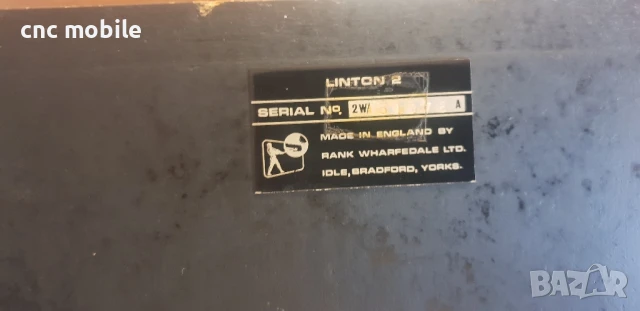 cnc mobile
LINTON 2
SERIAL No. 2W/ A
MADE IN ENGLAND BY
RANK WHARFEDALE LTD.
IDLE, BRADFORD, YORKS.
BAZAR